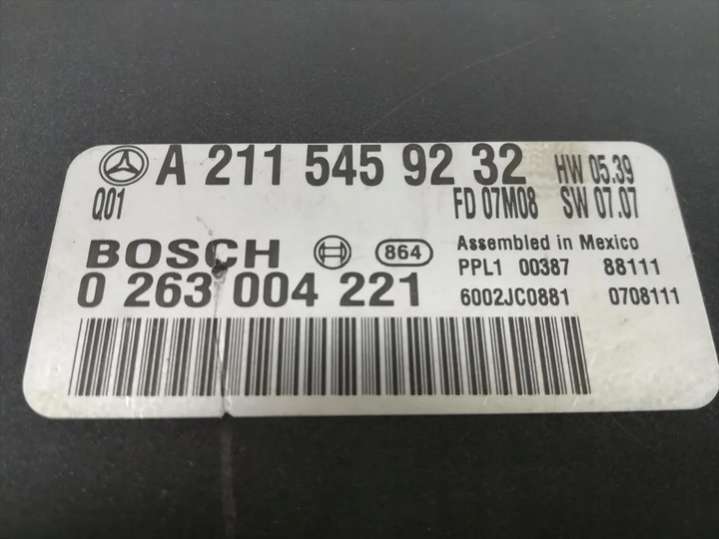 A 211 545 92 32 HW 05.39
Q01 FD 07M08 SW 07.07
BOSCH 864 Assembled in Mexico
PPL1 00387 88111
0 263 004 221 6002JC0881 0708111